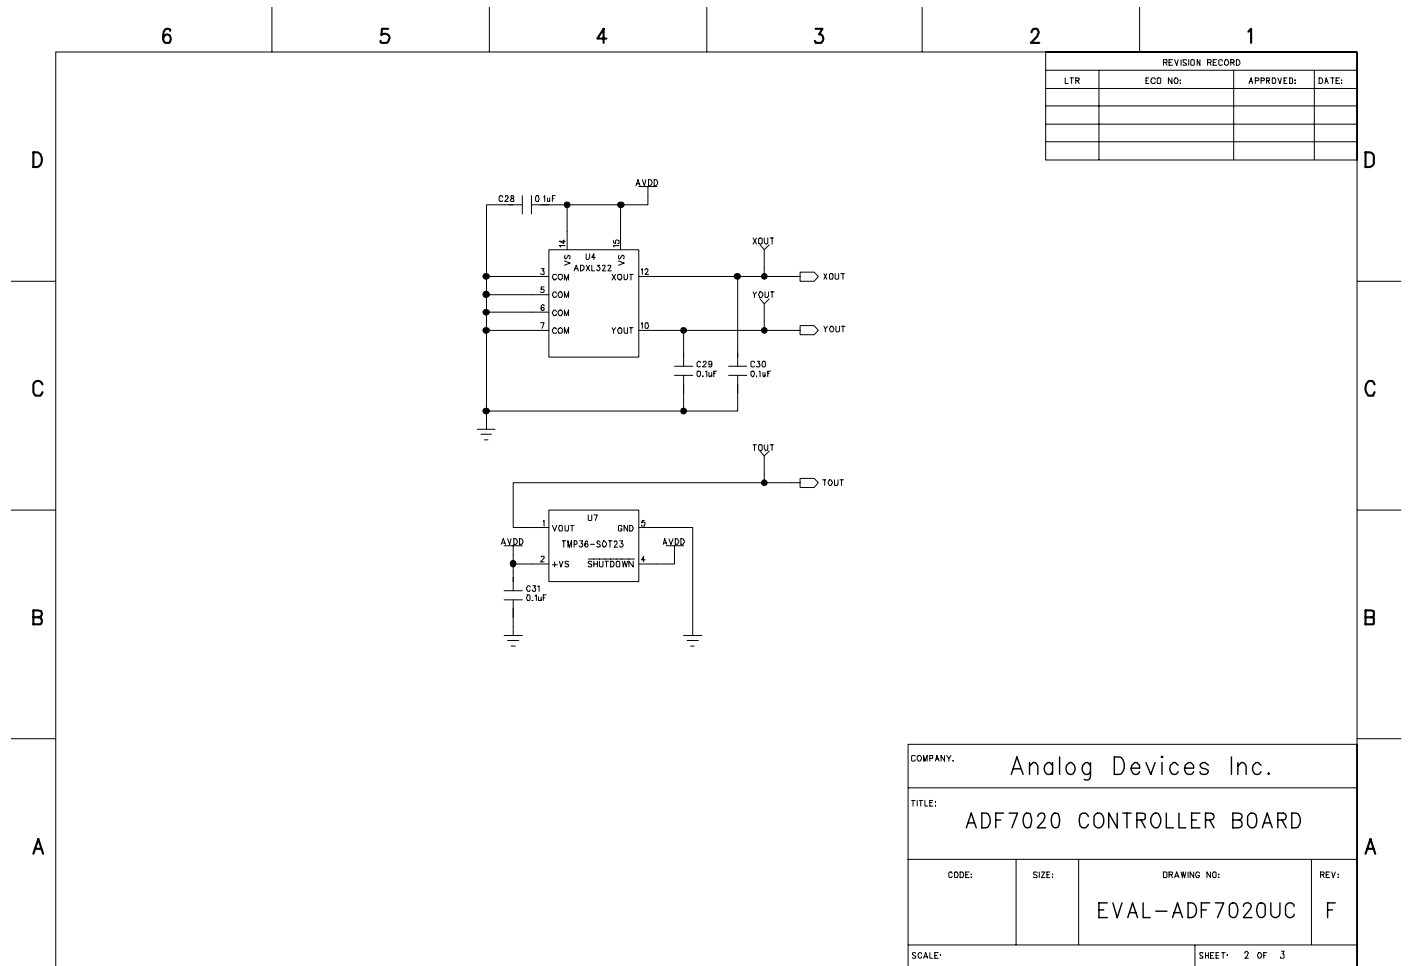 6 5 4 3 2 1
REVISION RECORD
LTR ECO NO: APPROVED: DATE:
D D
AVDD
C28 0.1uF
14 15
VS VS
U4
ADXL322
XOUT
3 COM XOUT 12 XOUT
5 COM
YOUT
6 COM
7 COM YOUT 10 YOUT
C29 C30
0.1uF 0.1uF
C C
TOUT
TOUT
U7
1 VOUT GND 5
AVDD TMP36-SOT23 AVDD
2 +VS SHUTDOWN 4
C31
0.1uF
B B
COMPANY.
Analog Devices Inc.
TITLE:
ADF7020 CONTROLLER BOARD
A A
CODE: SIZE: DRAWING NO: REV:
EVAL-ADF7020UC F
SCALE: SHEET: 2 OF 3